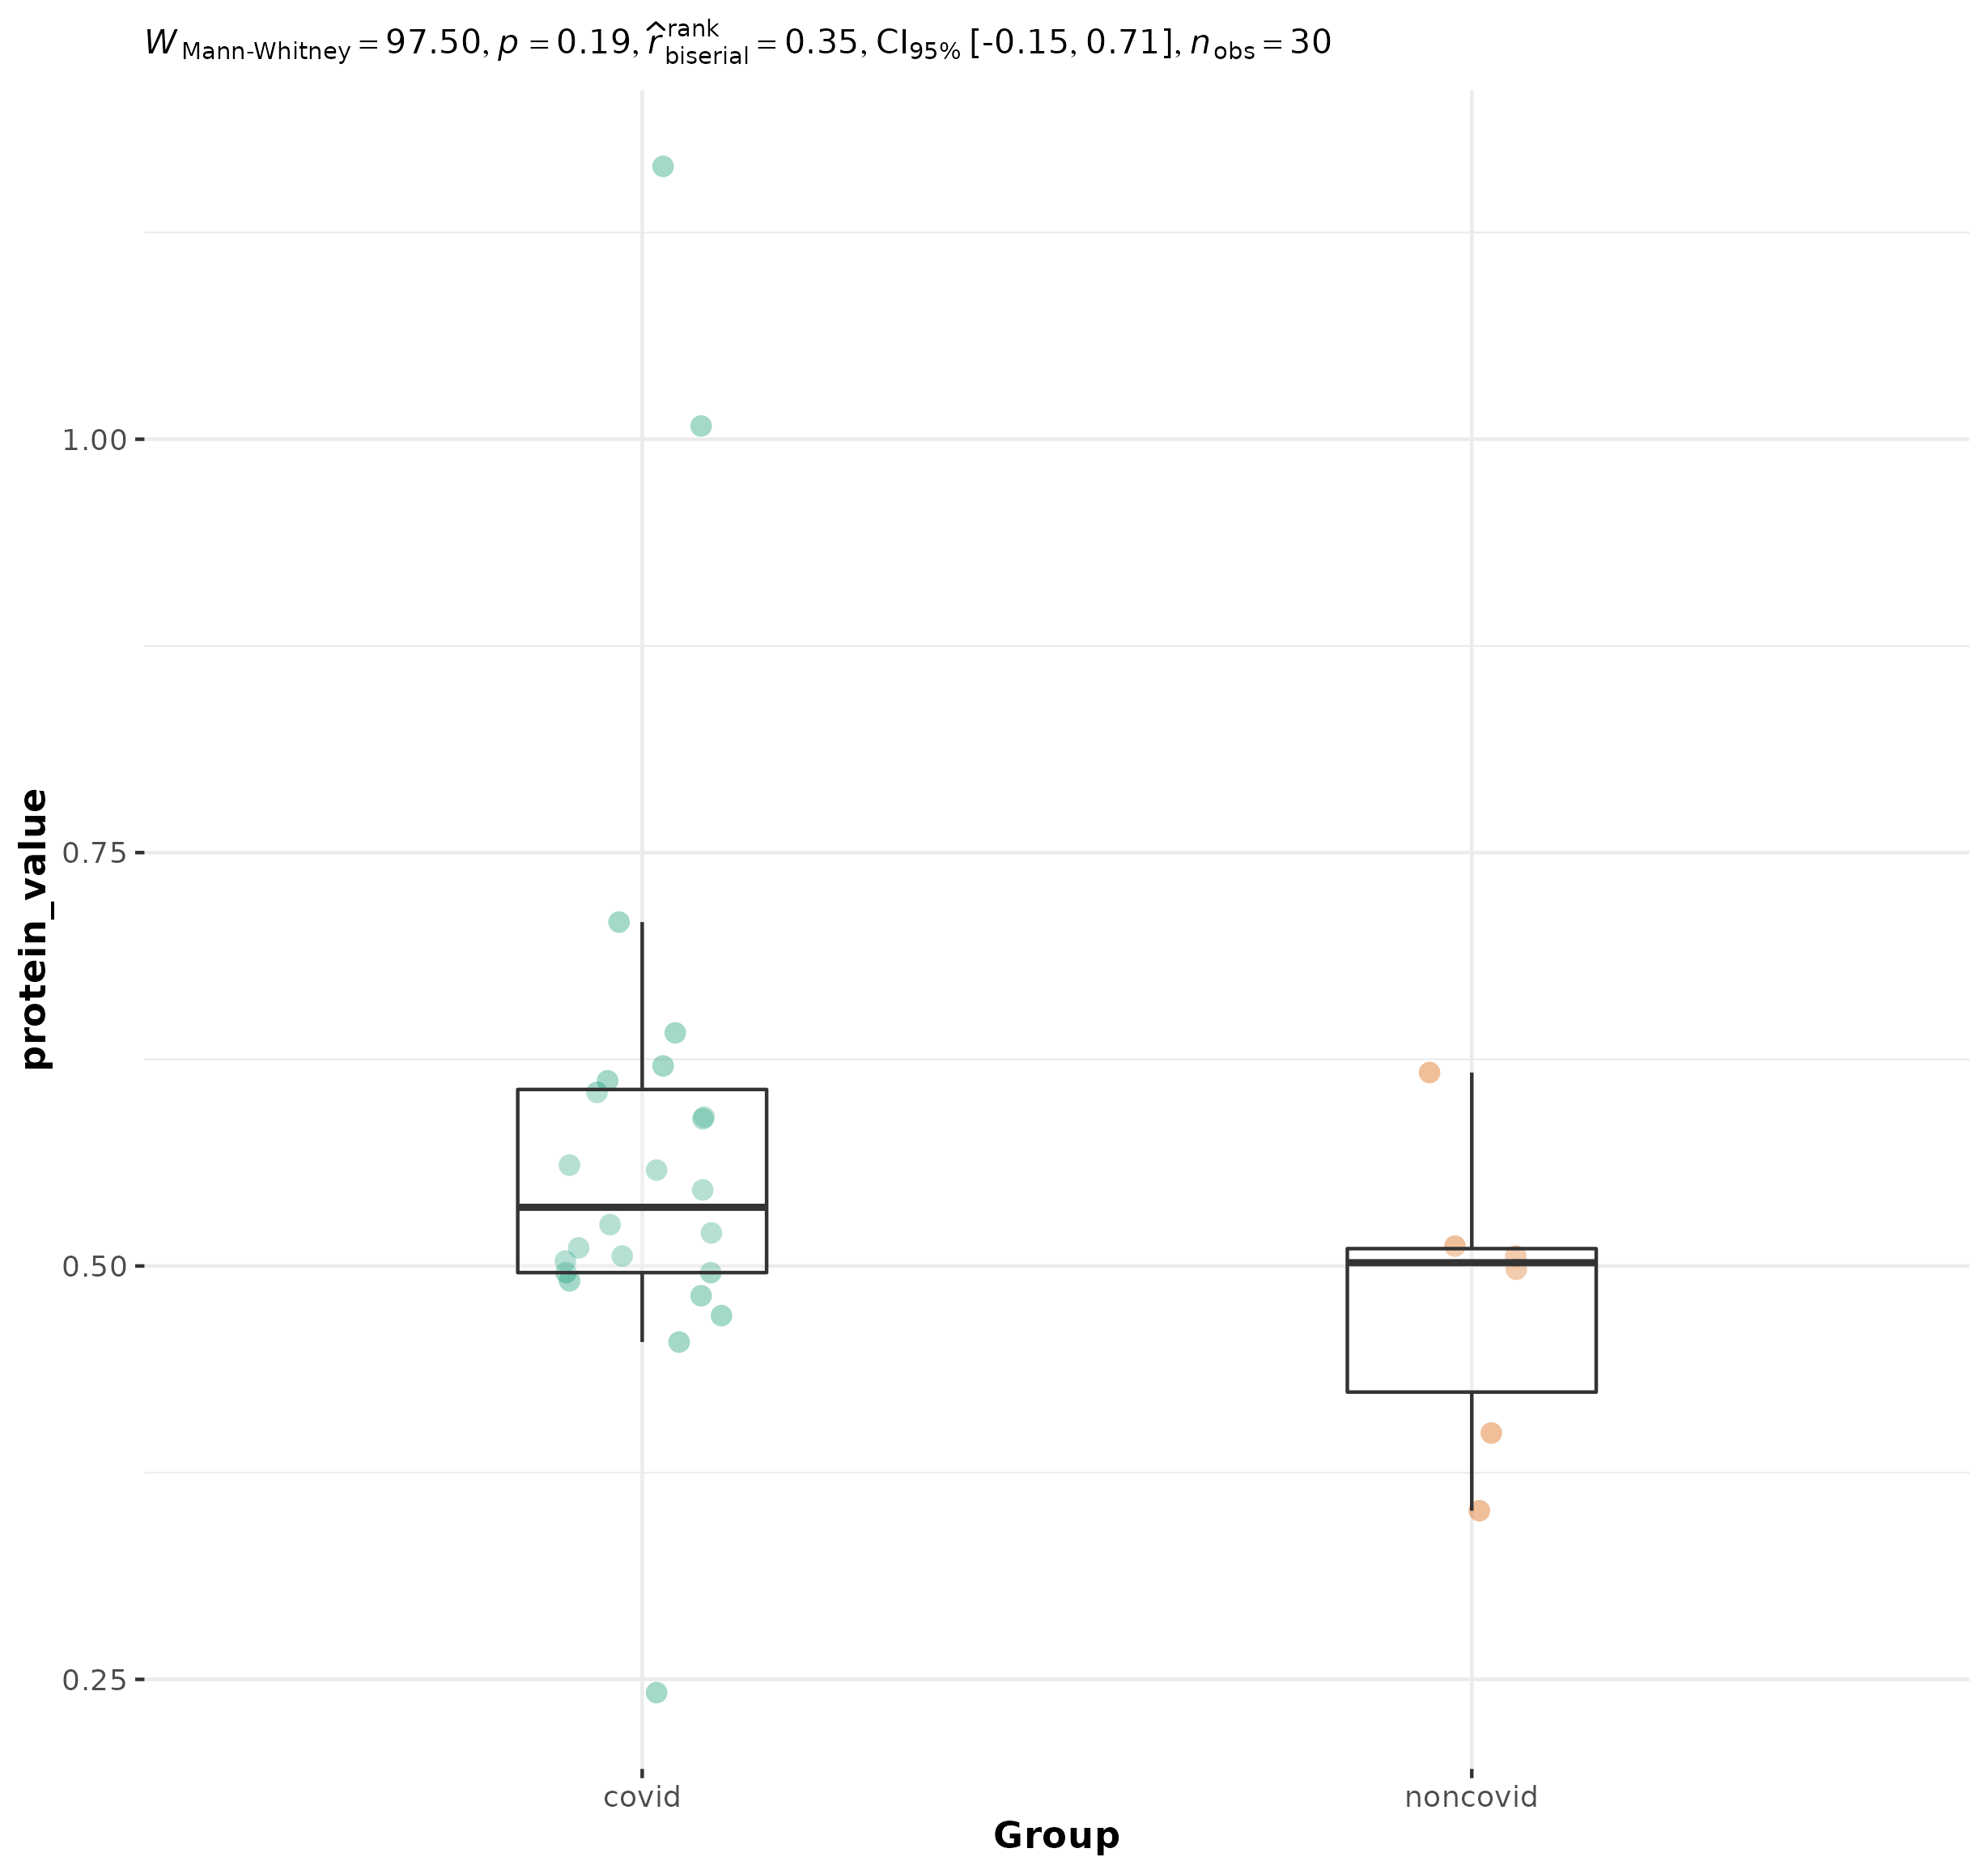 W Mann-Whitney = 97.50, p = 0.19, r̂ rank biserial = 0.35, CI95% [-0.15, 0.71], n obs = 30
1.00
0.75
0.50
0.25
protein_value
covid noncovid
Group